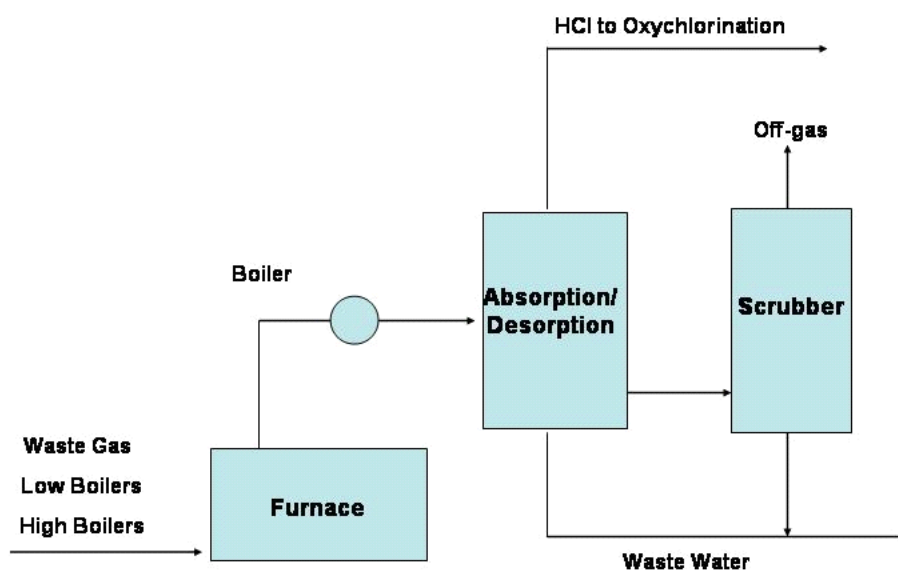 HCl to Oxychlorination
Off-gas
Boiler
Absorption/
Desorption
Scrubber
Waste Gas
Low Boilers
High Boilers
Furnace
Waste Water